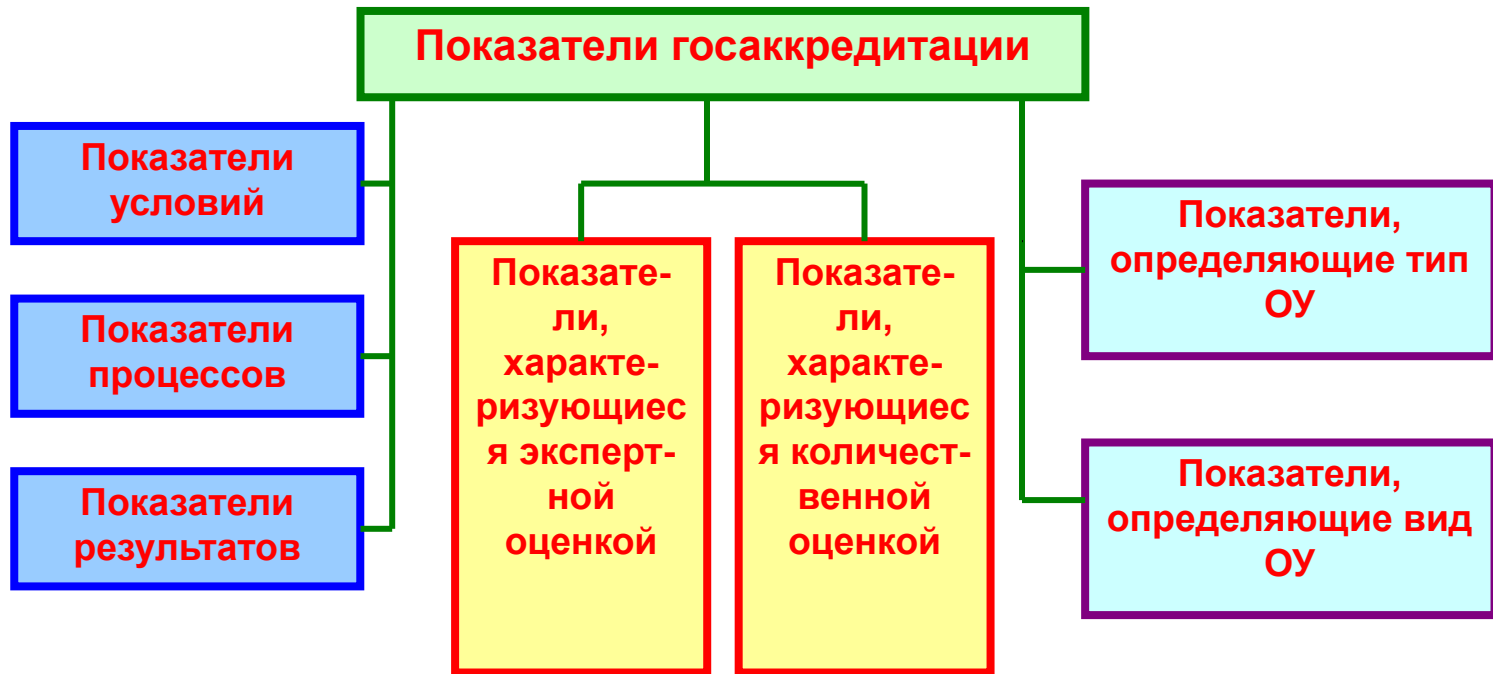 Показатели госаккредитации
Показатели
условий
Показатели
процессов
Показатели
результатов
Показате-
ли,
характе-
ризующиес
я эксперт-
ной
оценкой
Показате-
ли,
характе-
ризующиес
я количест-
венной
оценкой
Показатели,
определяющие тип
ОУ
Показатели,
определяющие вид
ОУ